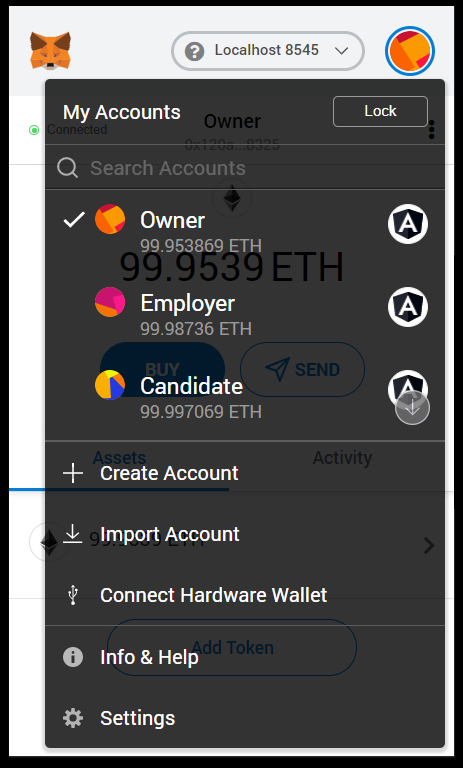 Localhost 8545
My Accounts
Lock
Connected
Owner
Search Accounts
Owner
99.953869 ETH
99.9539 ETH
Employer
99.98736 ETH
BUY
SEND
Candidate
99.997069 ETH
Assets
Activity
Create Account
Import Account
Connect Hardware Wallet
Add Token
Info & Help
Settings